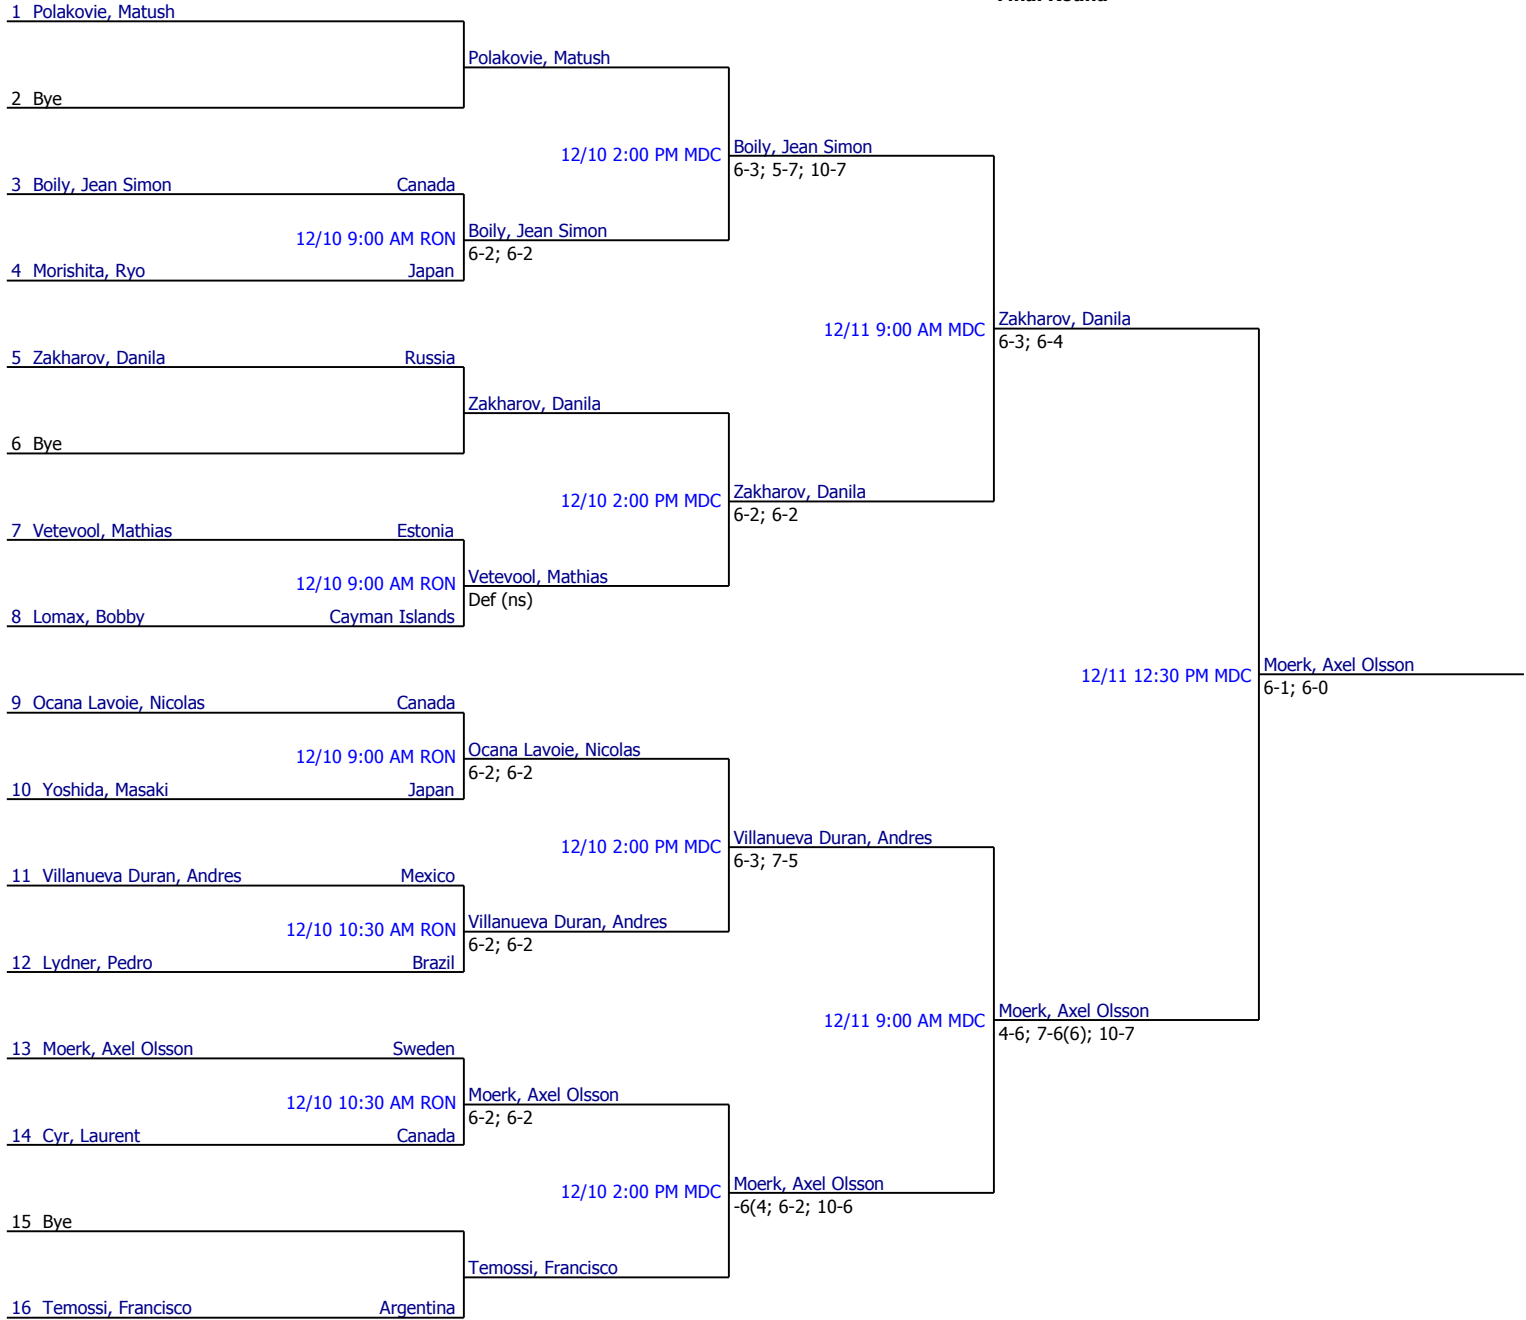 1 Polakovie, Matush
Polakovie, Matush
2 Bye
12/10 2:00 PM MDC
Boily, Jean Simon
6-3; 5-7; 10-7
3 Boily, Jean Simon Canada
12/10 9:00 AM RON
Boily, Jean Simon
6-2; 6-2
4 Morishita, Ryo Japan
12/11 9:00 AM MDC
Zakharov, Danila
6-3; 6-4
5 Zakharov, Danila Russia
Zakharov, Danila
6 Bye
12/10 2:00 PM MDC
Zakharov, Danila
6-2; 6-2
7 Vetevool, Mathias Estonia
12/10 9:00 AM RON
Vetevool, Mathias
Def (ns)
8 Lomax, Bobby Cayman Islands
12/11 12:30 PM MDC
Moerk, Axel Olsson
6-1; 6-0
9 Ocana Lavoie, Nicolas Canada
12/10 9:00 AM RON
Ocana Lavoie, Nicolas
6-2; 6-2
10 Yoshida, Masaki Japan
12/10 2:00 PM MDC
Villanueva Duran, Andres
6-3; 7-5
11 Villanueva Duran, Andres Mexico
12/10 10:30 AM RON
Villanueva Duran, Andres
6-2; 6-2
12 Lydner, Pedro Brazil
12/11 9:00 AM MDC
Moerk, Axel Olsson
4-6; 7-6(6); 10-7
13 Moerk, Axel Olsson Sweden
12/10 10:30 AM RON
Moerk, Axel Olsson
6-2; 6-2
14 Cyr, Laurent Canada
12/10 2:00 PM MDC
Moerk, Axel Olsson
-6(4; 6-2; 10-6
15 Bye
Temossi, Francisco
16 Temossi, Francisco Argentina